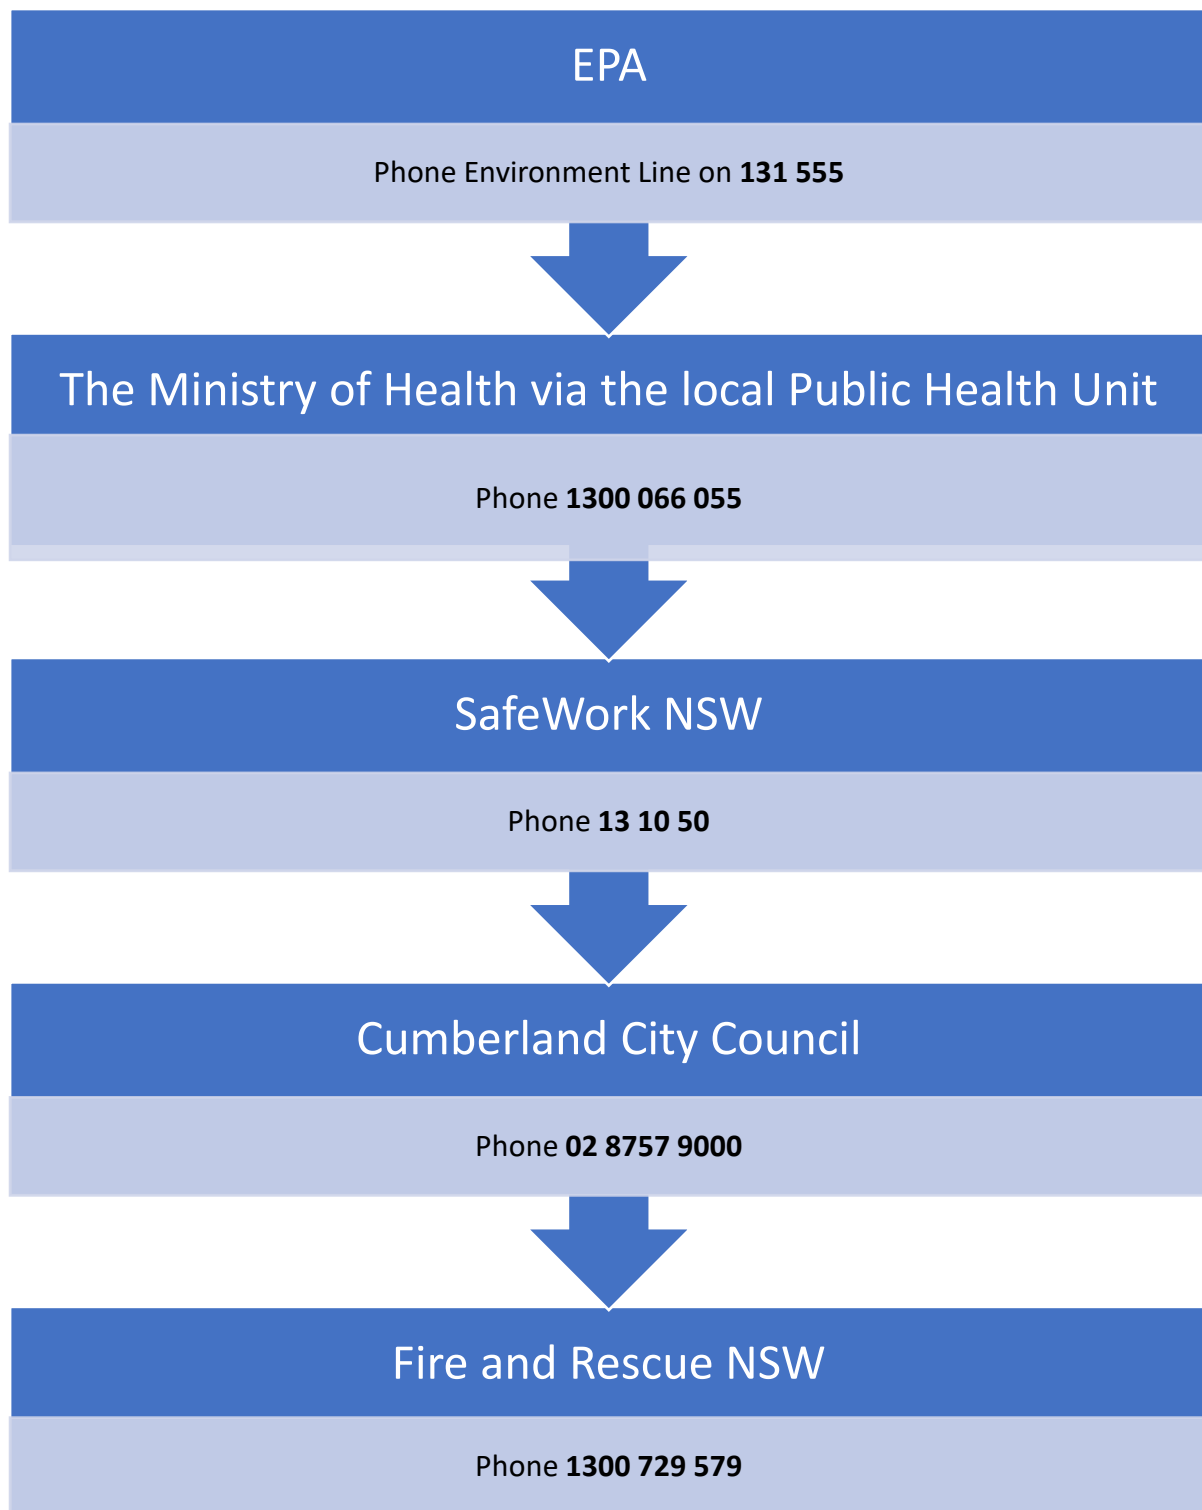 EPA
Phone Environment Line on 131 555
The Ministry of Health via the local Public Health Unit
Phone 1300 066 055
SafeWork NSW
Phone 13 10 50
Cumberland City Council
Phone 02 8757 9000
Fire and Rescue NSW
Phone 1300 729 579